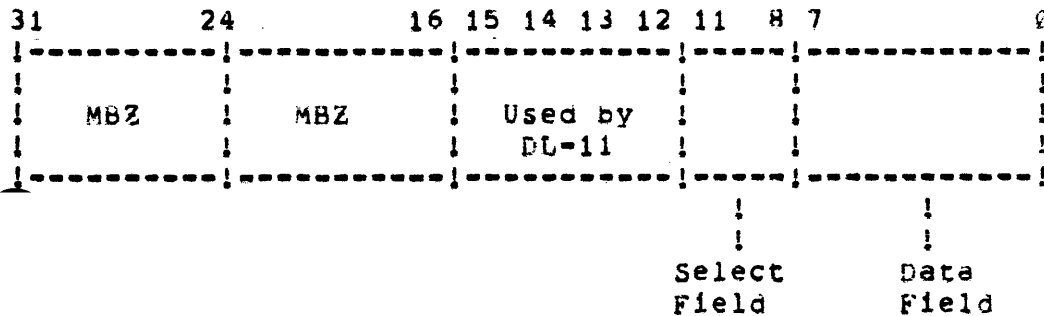 31 24 16 15 14 13 12 11 8 7 0
!-----------!------------!------------!-----!------------!
! ! ! ! ! !
! MBZ ! MBZ ! Used by ! ! !
! ! ! DL-11 ! ! !
!-----------!------------!------------!-----!------------!
! !
! !
Select Data
Field Field